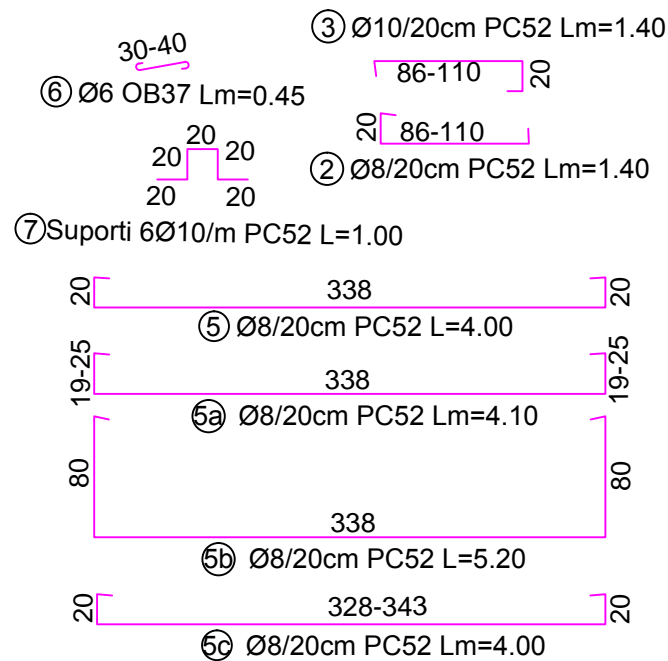 ③ Ø10/20cm PC52 Lm=1.40
86-110
20
30-40
⑥ Ø6 OB37 Lm=0.45
20
86-110
② Ø8/20cm PC52 Lm=1.40
20
20
20
20
20
⑦ Suporti 6Ø10/m PC52 L=1.00
20
338
20
⑤ Ø8/20cm PC52 L=4.00
19-25
338
19-25
5a Ø8/20cm PC52 Lm=4.10
80
338
80
5b Ø8/20cm PC52 L=5.20
20
328-343
20
5c Ø8/20cm PC52 Lm=4.00